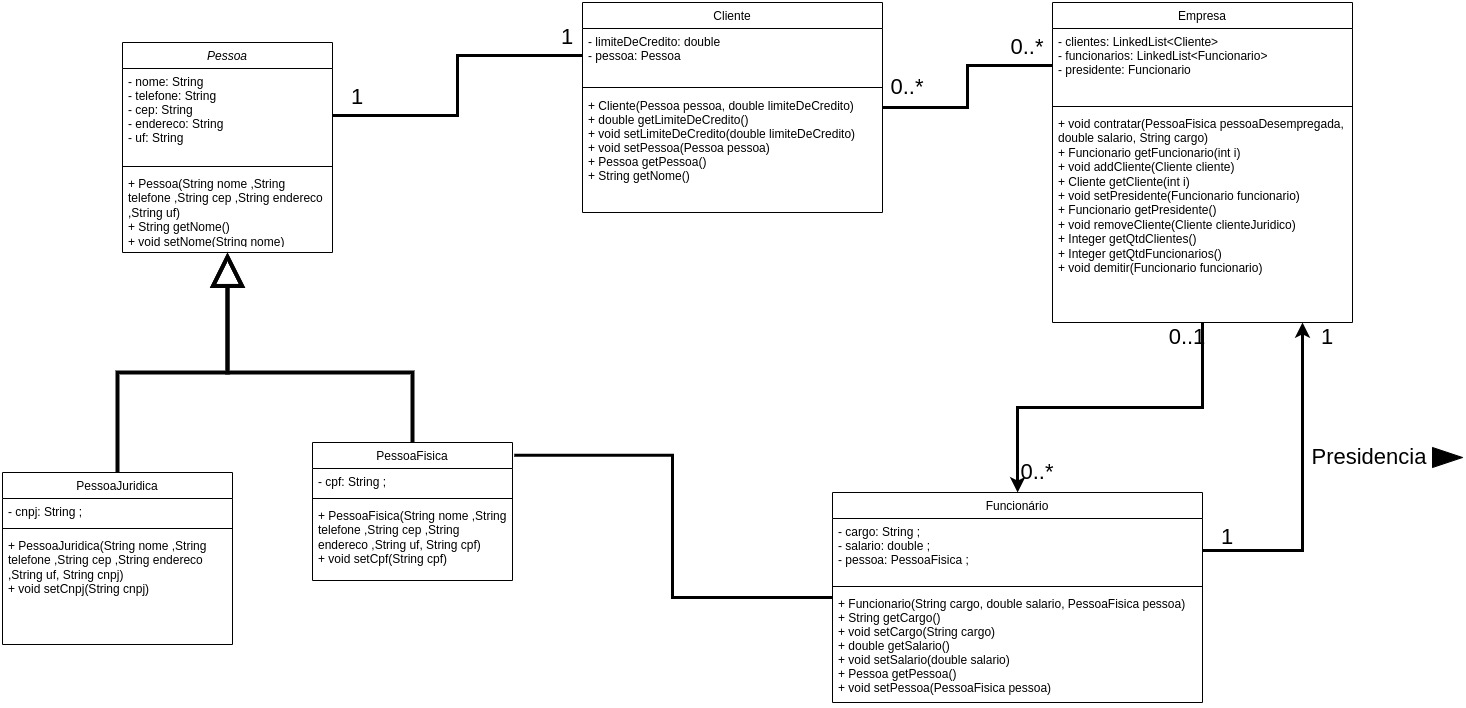 Pessoa
- nome: String
- telefone: String
- cep: String
- endereco: String
- uf: String
+ Pessoa(String nome ,String
telefone ,String cep ,String endereco
,String uf)
+ String getNome()
+ void setNome(String nome)
1
1
Cliente
- limiteDeCredito: double
- pessoa: Pessoa
+ Cliente(Pessoa pessoa, double limiteDeCredito)
+ double getLimiteDeCredito()
+ void setLimiteDeCredito(double limiteDeCredito)
+ void setPessoa(Pessoa pessoa)
+ Pessoa getPessoa()
+ String getNome()
0..*
0..*
Empresa
- clientes: LinkedList<Cliente>
- funcionarios: LinkedList<Funcionario>
- presidente: Funcionario
+ void contratar(PessoaFisica pessoaDesempregada,
double salario, String cargo)
+ Funcionario getFuncionario(int i)
+ void addCliente(Cliente cliente)
+ Cliente getCliente(int i)
+ void setPresidente(Funcionario funcionario)
+ Funcionario getPresidente()
+ void removeCliente(Cliente clienteJuridico)
+ Integer getQtdClientes()
+ Integer getQtdFuncionarios()
+ void demitir(Funcionario funcionario)
0..1
1
Presidencia
0..*
1
PessoaJuridica
- cnpj: String ;
+ PessoaJuridica(String nome ,String
telefone ,String cep ,String endereco
,String uf, String cnpj)
+ void setCnpj(String cnpj)
PessoaFisica
- cpf: String ;
+ PessoaFisica(String nome ,String
telefone ,String cep ,String
endereco ,String uf, String cpf)
+ void setCpf(String cpf)
Funcionário
- cargo: String ;
- salario: double ;
- pessoa: PessoaFisica ;
+ Funcionario(String cargo, double salario, PessoaFisica pessoa)
+ String getCargo()
+ void setCargo(String cargo)
+ double getSalario()
+ void setSalario(double salario)
+ Pessoa getPessoa()
+ void setPessoa(PessoaFisica pessoa)